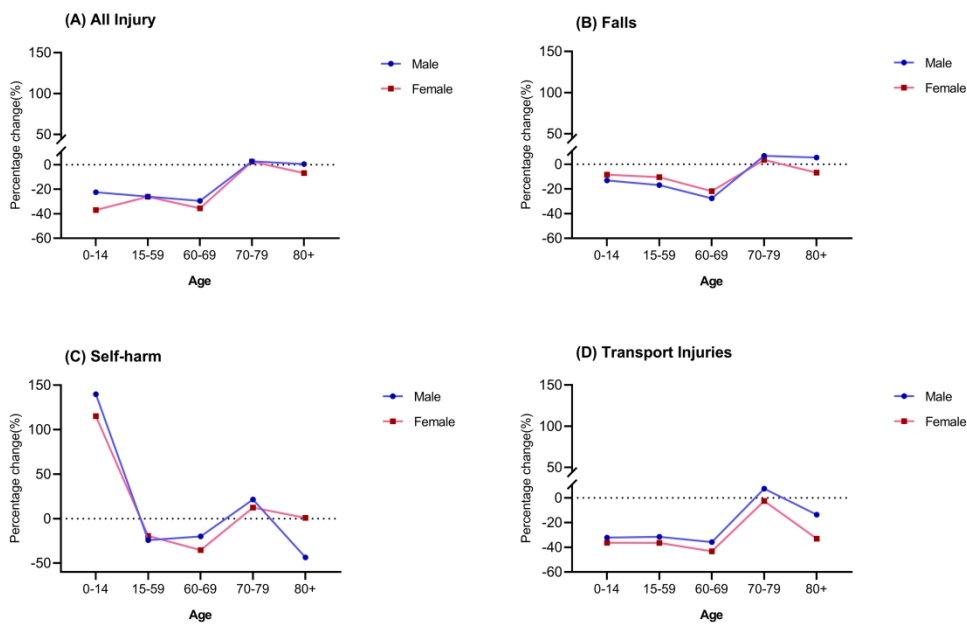 (A) All Injury
150
100
50
0
-20
-40
-60
Percentage change(%)
0-14 15-59 60-69 70-79 80+
Age
Male
Female
(B) Falls
150
100
50
0
-20
-40
-60
Percentage change(%)
0-14 15-59 60-69 70-79 80+
Age
Male
Female
(C) Self-harm
150
100
50
0
-50
Percentage change(%)
0-14 15-59 60-69 70-79 80+
Age
Male
Female
(D) Transport Injuries
150
100
50
0
-20
-40
-60
Percentage change(%)
0-14 15-59 60-69 70-79 80+
Age
Male
Female